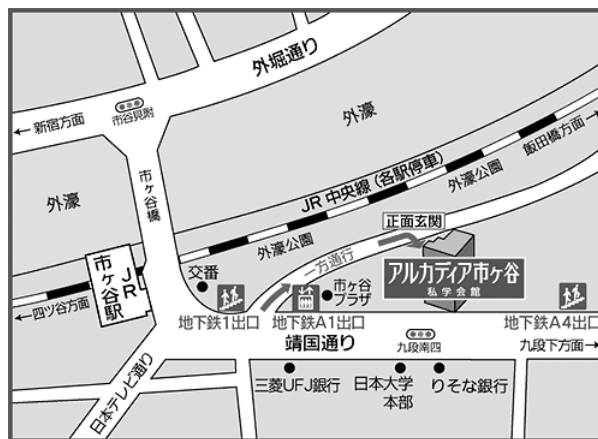 外堀通り
←新宿方面
市谷見附
外濠
飯田橋方面→
市ヶ谷橋
JR 中央線 (各駅停車)
外濠公園
外濠
正面玄関
外濠公園
一方通行
アルカディア市ヶ谷
私学会館
JR
市ヶ谷駅
交番
市ヶ谷
プラザ
←四ツ谷方面
地下鉄1出口
地下鉄A1出口
地下鉄A4出口
靖国通り
九段南四
九段下方面→
日本テレビ通り
三菱UFJ銀行
日本大学
本部
りそな銀行